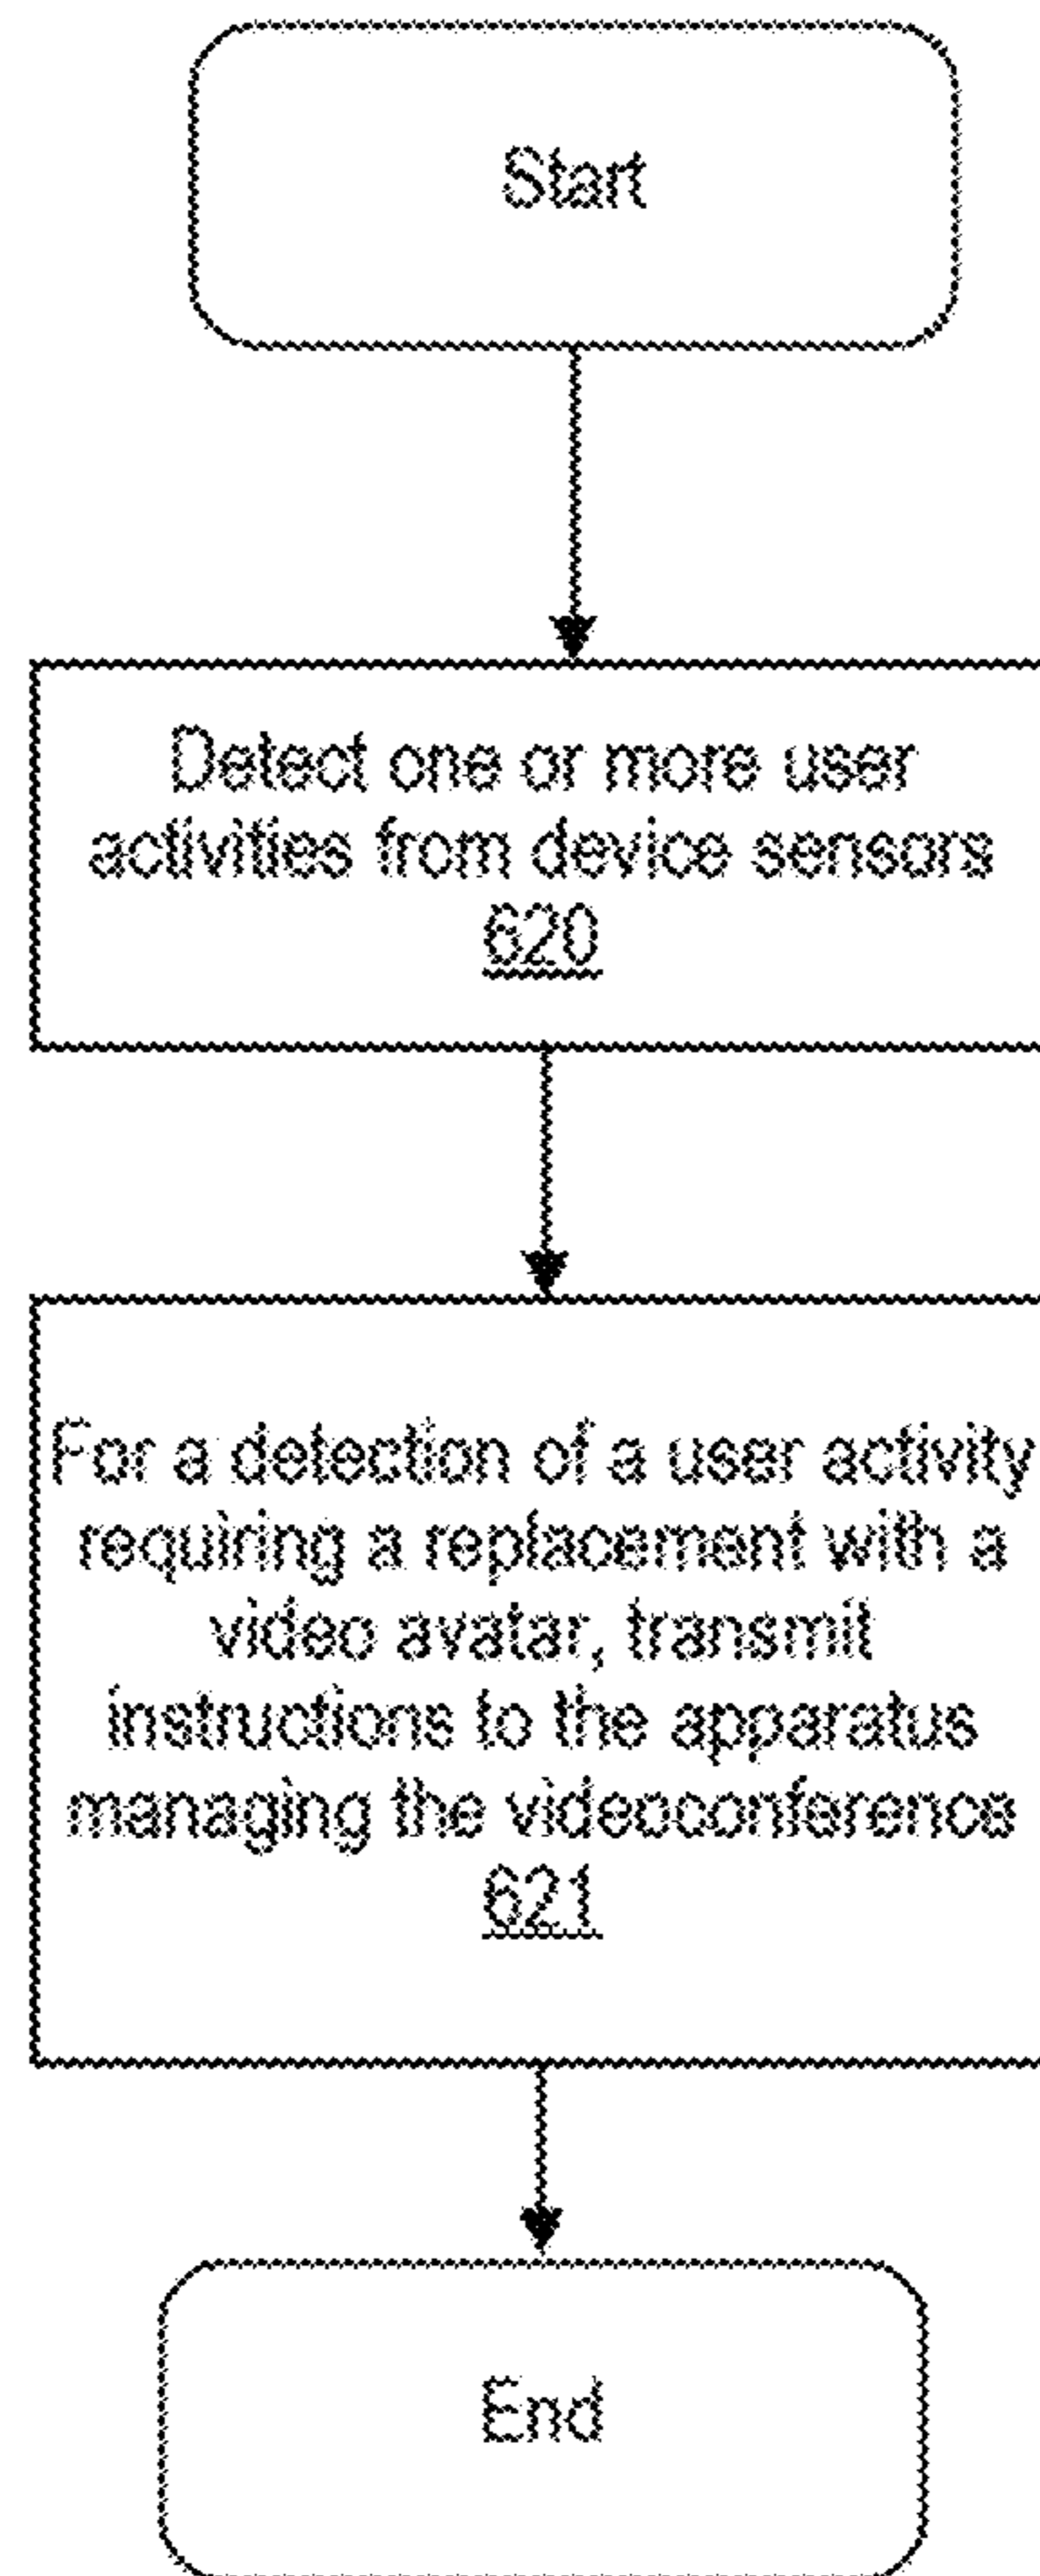 Start
Detect one or more user
activities from device sensors
620
For a detection of a user activity
requiring a replacement with a
video avatar, transmit
instructions to the apparatus
managing the videoconference
621
End